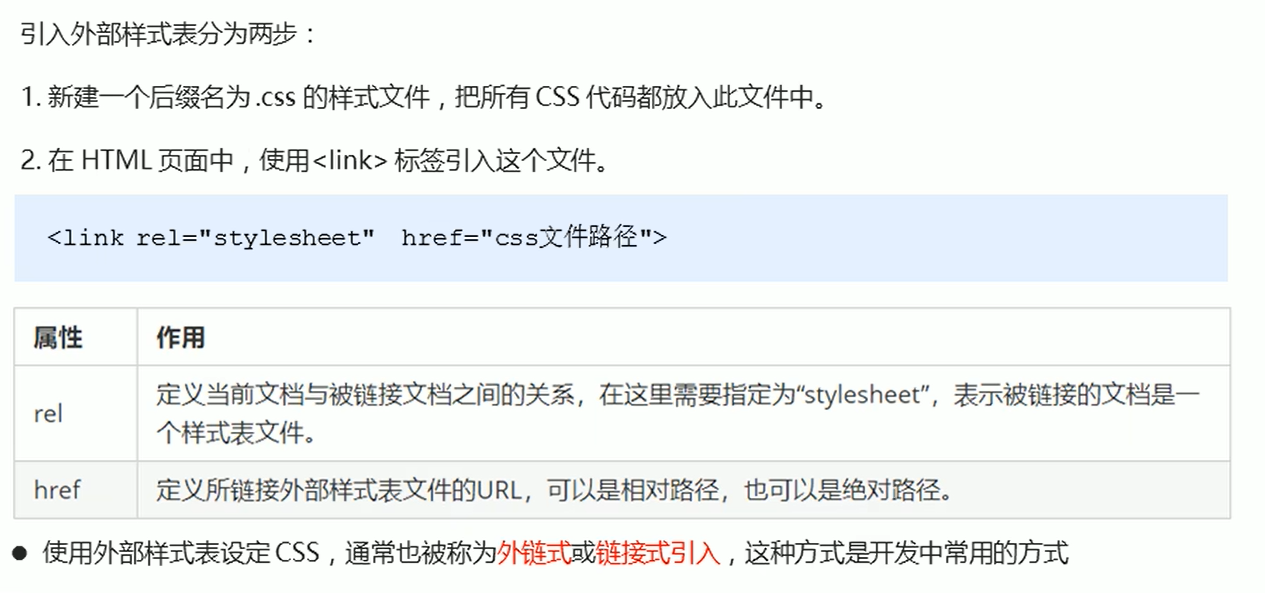 引入外部样式表分为两步：
1. 新建一个后缀名为 .css 的样式文件，把所有 CSS 代码都放入此文件中。
2. 在 HTML 页面中，使用<link> 标签引入这个文件。
<link rel="stylesheet"  href="css文件路径">
属性 作用
rel 定义当前文档与被链接文档之间的关系，在这里需要指定为“stylesheet”，表示被链接的文档是一
个样式表文件。
href 定义所链接外部样式表文件的URL，可以是相对路径，也可以是绝对路径。
● 使用外部样式表设定 CSS，通常也被称为外链式或链接式引入，这种方式是开发中常用的方式